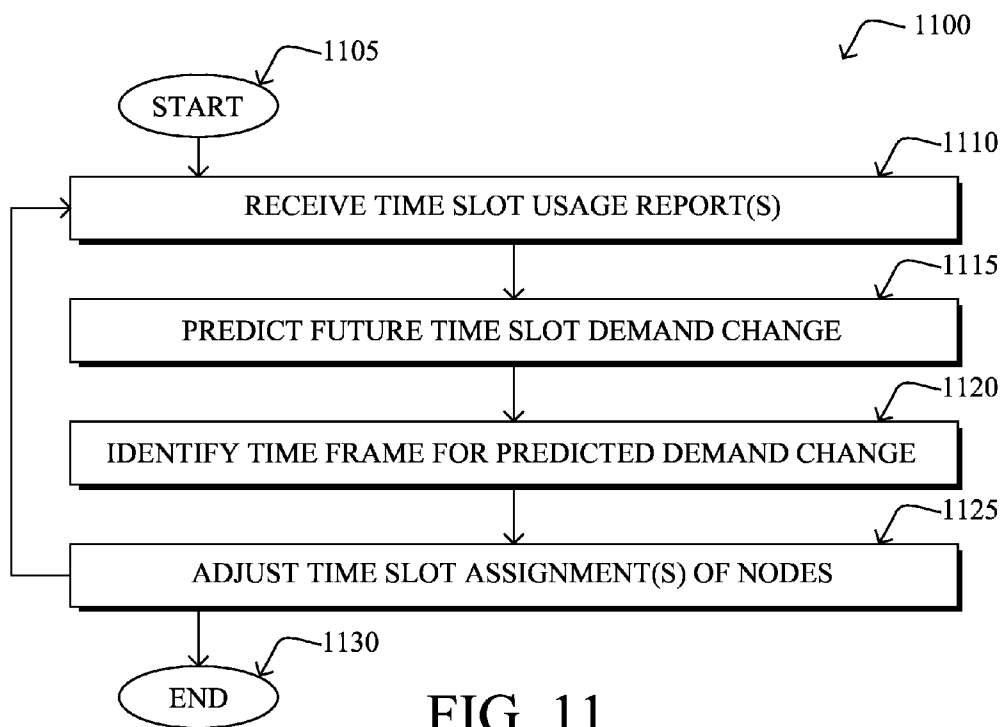 1100
1105
START
1110
RECEIVE TIME SLOT USAGE REPORT(S)
1115
PREDICT FUTURE TIME SLOT DEMAND CHANGE
1120
IDENTIFY TIME FRAME FOR PREDICTED DEMAND CHANGE
1125
ADJUST TIME SLOT ASSIGNMENT(S) OF NODES
1130
END
FIG. 11